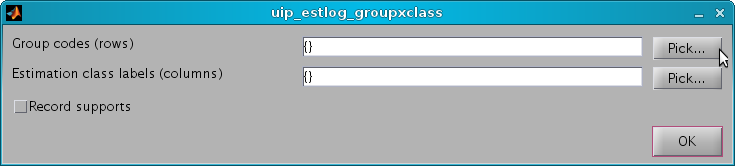 uip_estlog_groupxclass
Group codes (rows) {} Pick...
Estimation class labels (columns) {} Pick...
Record supports
OK